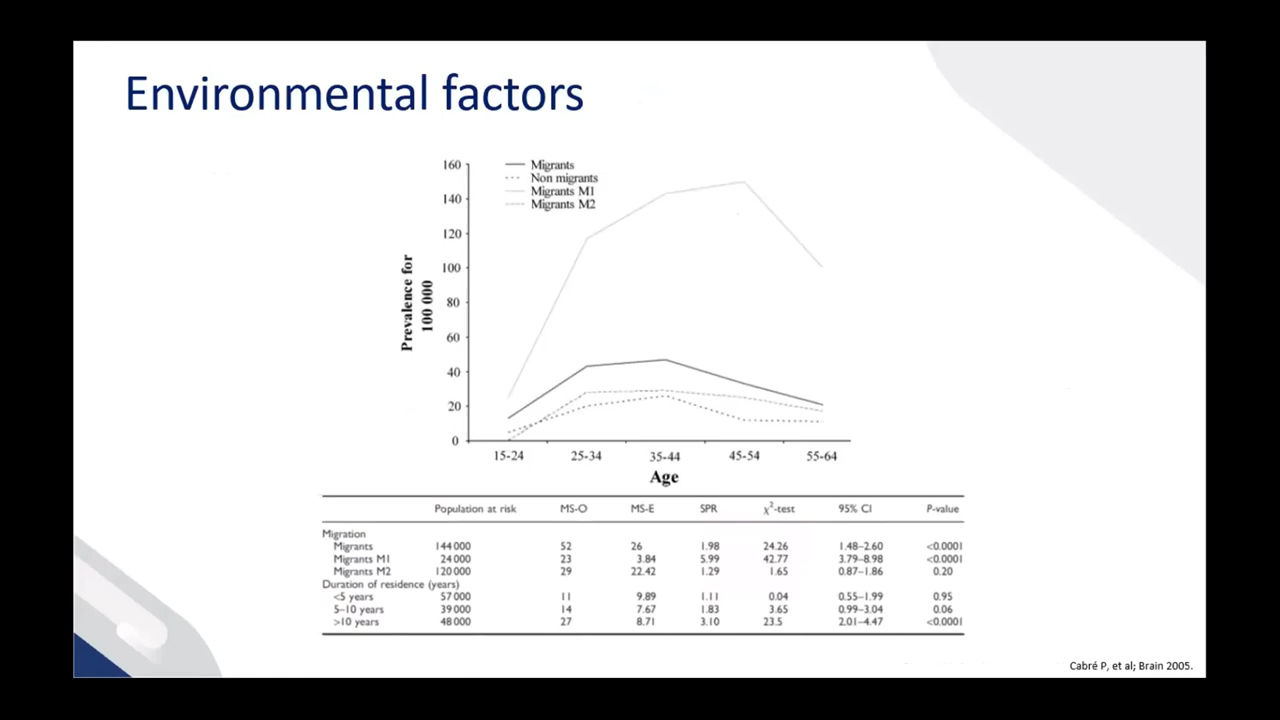 Environmental factors
160
140
120
100
80
60
40
20
0
Migrants
Non migrants
Migrants M1
Migrants M2
Prevalence for
100 000
15-24 25-34 35-44 45-54 55-64
Age
Population at risk MS-O MS-E SPR χ²-test 95% CI P-value
Migration
Migrants 144 000 52 26 1.98 24.26 1.48–2.60 <0.0001
Migrants M1 24 000 23 3.84 5.99 42.77 3.79–8.98 <0.0001
Migrants M2 120 000 29 22.42 1.29 1.65 0.87–1.86 0.20
Duration of residence (years)
<5 years 57 000 11 9.89 1.11 0.04 0.55–1.99 0.95
5–10 years 39 000 14 7.67 1.83 3.65 0.99–3.04 0.06
>10 years 48 000 27 8.71 3.10 23.5 2.01–4.47 <0.0001
Cabré P, et al; Brain 2005.